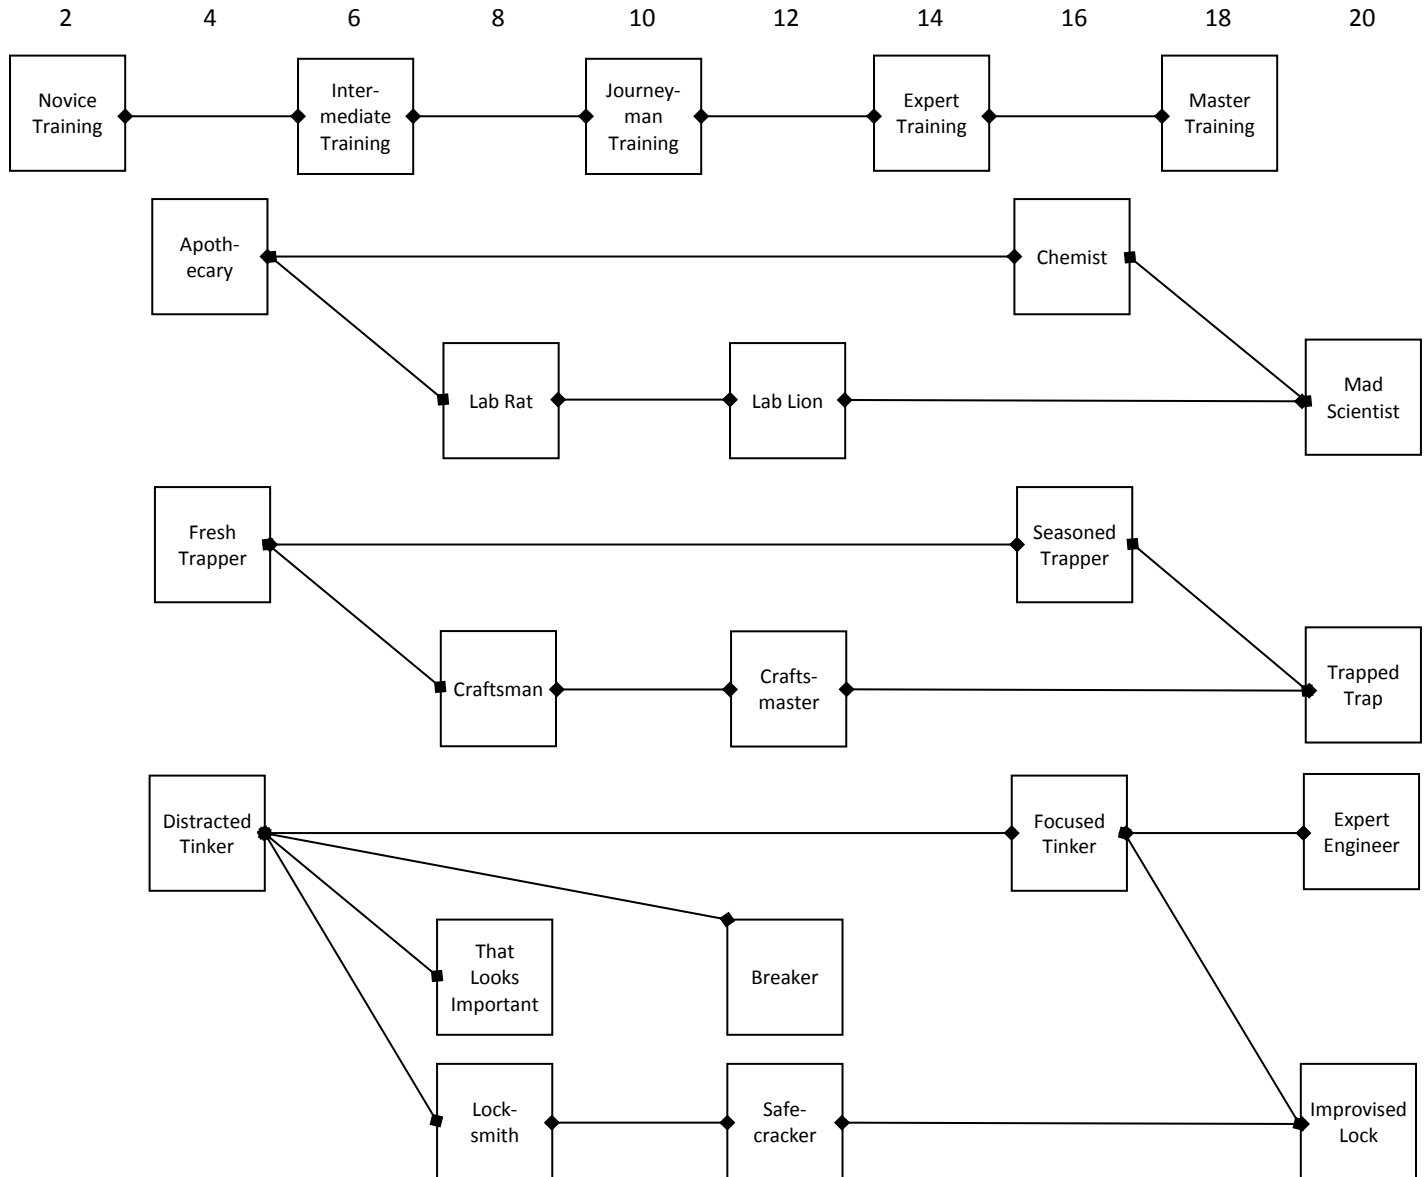 2 4 6 8 10 12 14 16 18 20
Novice
Training
Inter-
mediate
Training
Journey-
man
Training
Expert
Training
Master
Training
Apoth-
ecary
Chemist
Lab Rat
Lab Lion
Mad
Scientist
Fresh
Trapper
Seasoned
Trapper
Craftsman
Crafts-
master
Trapped
Trap
Distracted
Tinker
Focused
Tinker
Expert
Engineer
That
Looks
Important
Breaker
Lock-
smith
Safe-
cracker
Improvised
Lock